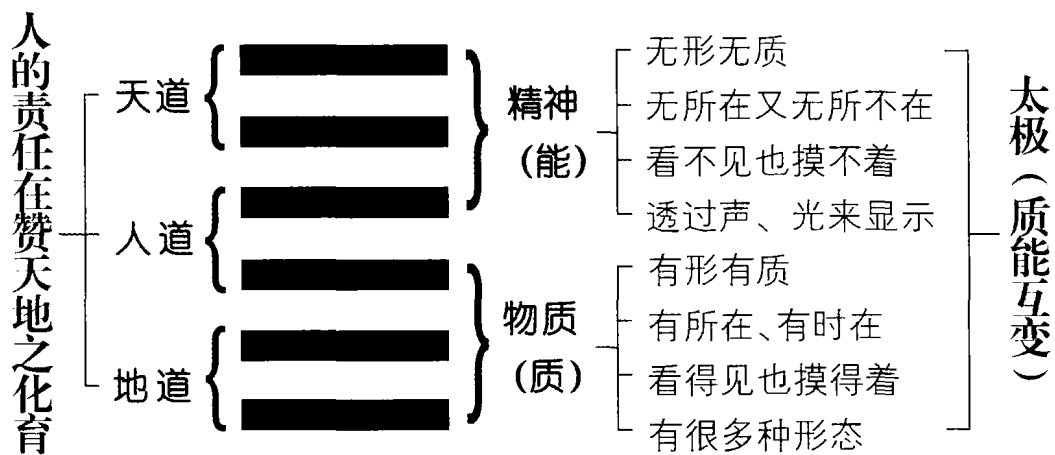 人的责任在赞天地之化育
天道
人道
地道
精神
（能）
物质
（质）
无形无质
无所在又无所不在
看不见也摸不着
透过声、光来显示
有形有质
有所在、有时在
看得见也摸得着
有很多种形态
太极（质能互变）